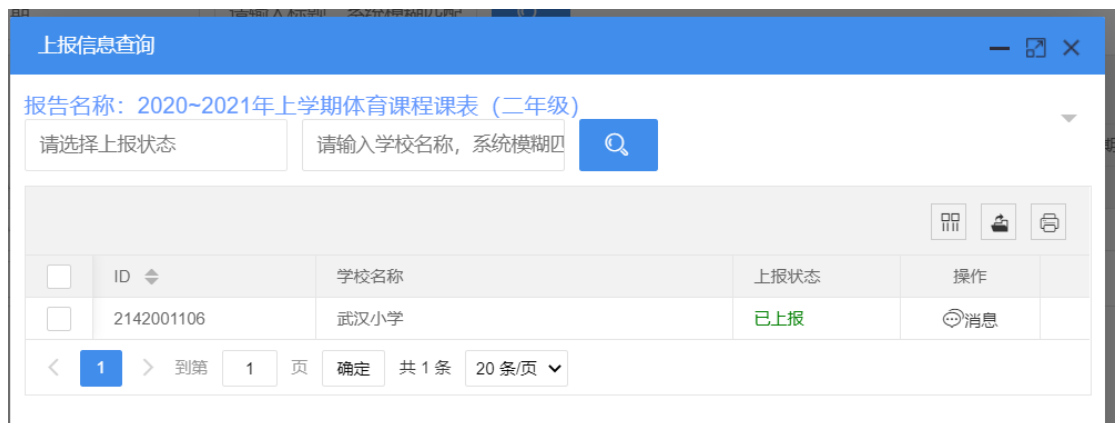 上报信息查询
报告名称：2020~2021年上学期体育课程课表（二年级）
请选择上报状态 请输入学校名称，系统模糊匹
ID 学校名称 上报状态 操作
2142001106 武汉小学 已上报 消息
1 到第 1 页 确定 共 1 条 20 条/页